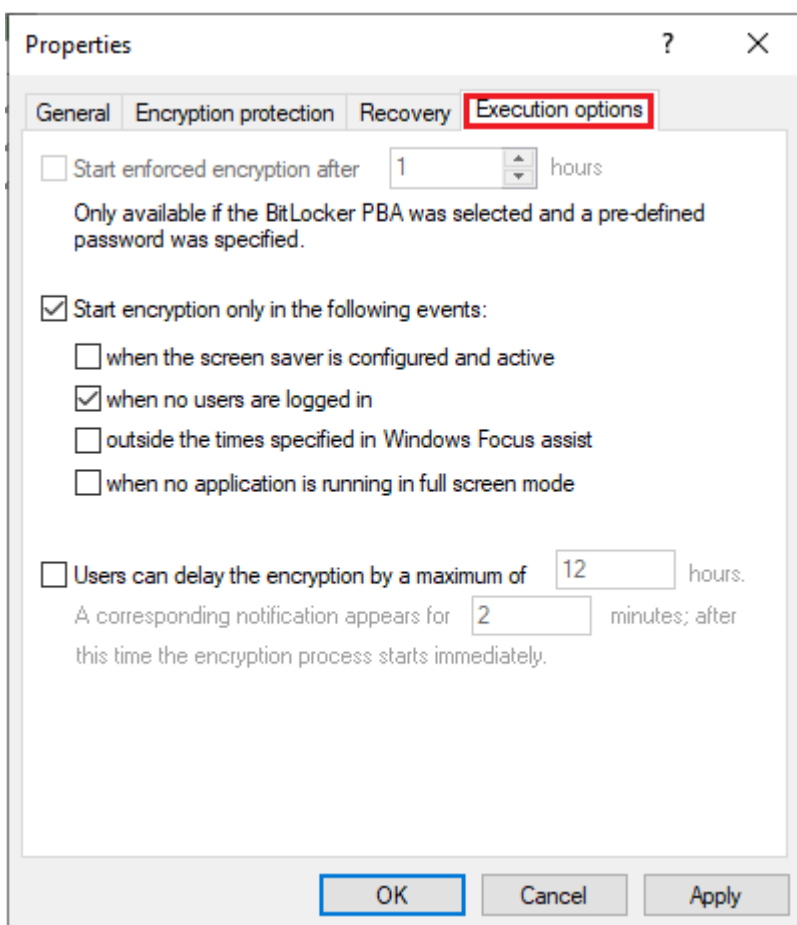 Properties
?
General
Encryption protection
Recovery
Execution options
Start enforced encryption after 1 hours
Only available if the BitLocker PBA was selected and a pre-defined
password was specified.
Start encryption only in the following events:
when the screen saver is configured and active
when no users are logged in
outside the times specified in Windows Focus assist
when no application is running in full screen mode
Users can delay the encryption by a maximum of 12 hours.
A corresponding notification appears for 2 minutes; after
this time the encryption process starts immediately.
OK
Cancel
Apply